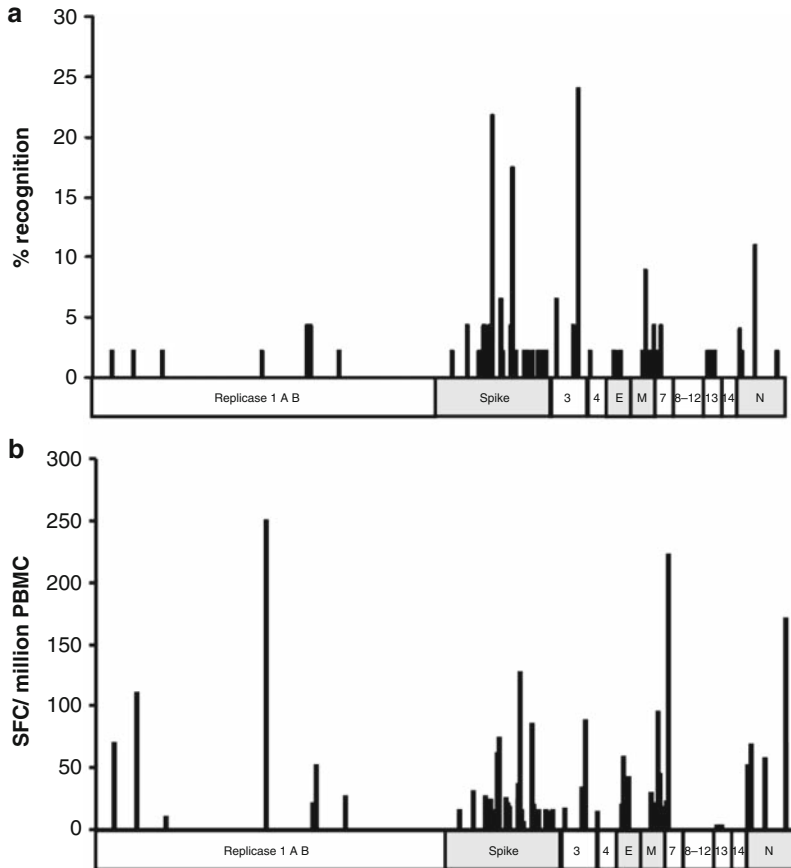 a
% recognition
30
25
20
15
10
5
0
Replicase 1 A B Spike 3 4 E M 7 8–12 13 14 N
b
SFC/ million PBMC
300
250
200
150
100
50
0
Replicase 1 A B Spike 3 4 E M 7 8–12 13 14 N